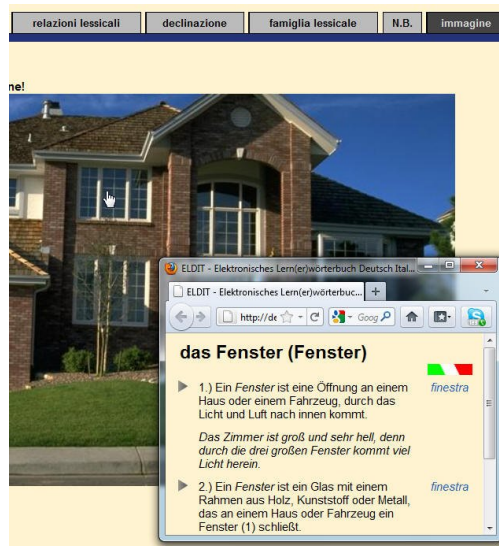 relazioni lessicali
declinazione
famiglia lessicale
N.B.
immagine
ne!
ELDIT - Elektronisches Lern(er)wörterbuch Deutsch Ital...
ELDIT - Elektronisches Lern(er)wörterbuc...
http://de
Goog
das Fenster (Fenster)
1.) Ein Fenster ist eine Öffnung an einem
finestra
Haus oder einem Fahrzeug, durch das
Licht und Luft nach innen kommt.
Das Zimmer ist groß und sehr hell, denn
durch die drei großen Fenster kommt viel
Licht herein.
2.) Ein Fenster ist ein Glas mit einem
finestra
Rahmen aus Holz, Kunststoff oder Metall,
das an einem Haus oder Fahrzeug ein
Fenster (1) schließt.